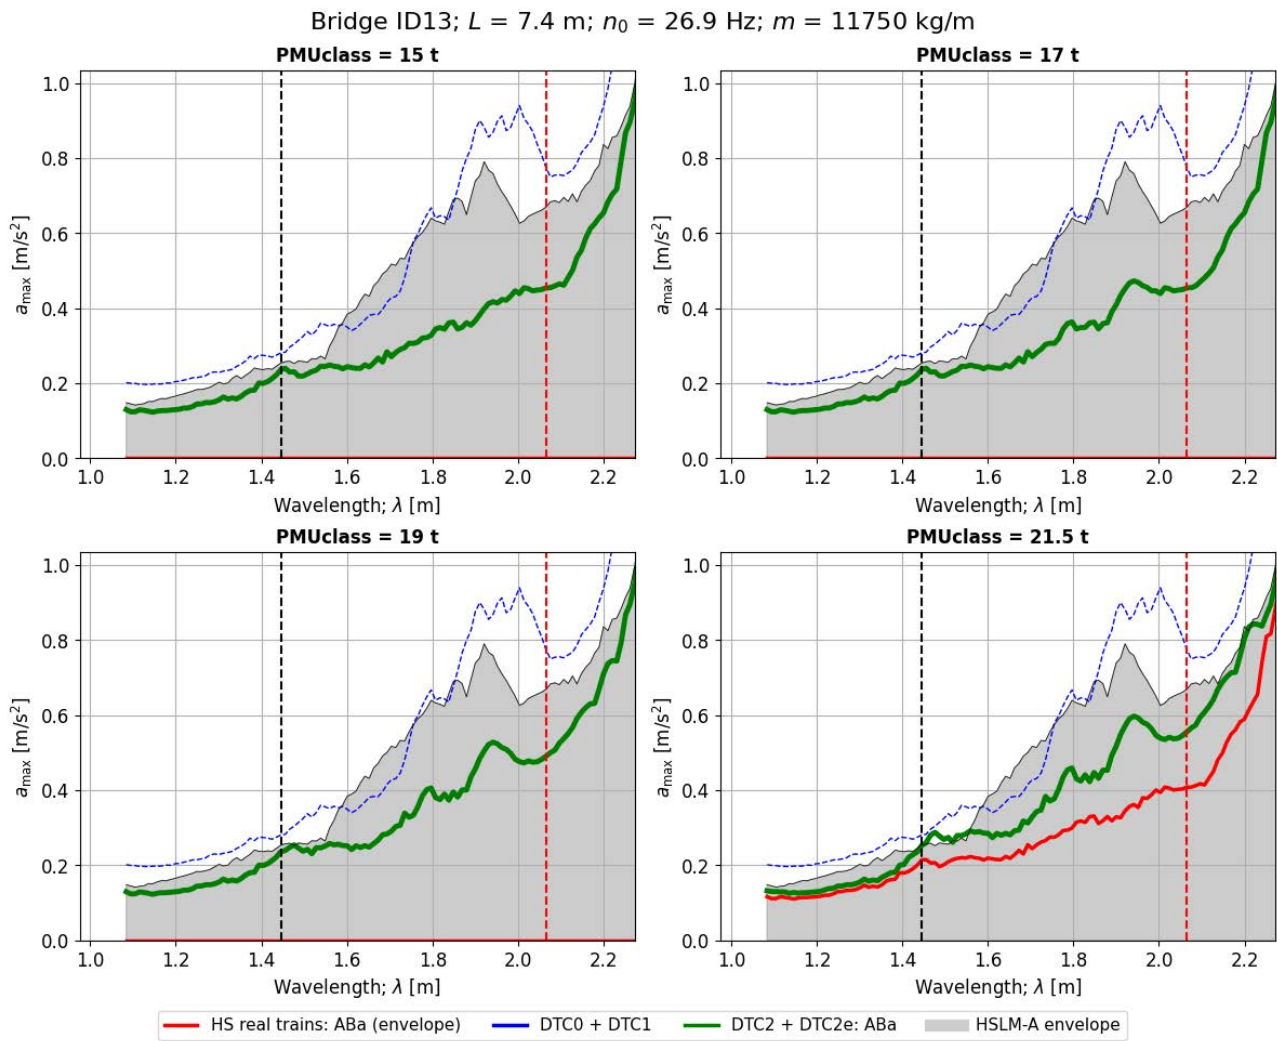 Bridge ID13; L = 7.4 m; n₀ = 26.9 Hz; m = 11750 kg/m
PMUclass = 15 t
a_max [m/s²]
1.0
0.8
0.6
0.4
0.2
0.0
1.0 1.2 1.4 1.6 1.8 2.0 2.2
Wavelength; λ [m]
PMUclass = 17 t
a_max [m/s²]
1.0
0.8
0.6
0.4
0.2
0.0
1.0 1.2 1.4 1.6 1.8 2.0 2.2
Wavelength; λ [m]
PMUclass = 19 t
a_max [m/s²]
1.0
0.8
0.6
0.4
0.2
0.0
1.0 1.2 1.4 1.6 1.8 2.0 2.2
Wavelength; λ [m]
PMUclass = 21.5 t
a_max [m/s²]
1.0
0.8
0.6
0.4
0.2
0.0
1.0 1.2 1.4 1.6 1.8 2.0 2.2
Wavelength; λ [m]
HS real trains: ABa (envelope) DTC0 + DTC1 DTC2 + DTC2e: ABa HSLM-A envelope